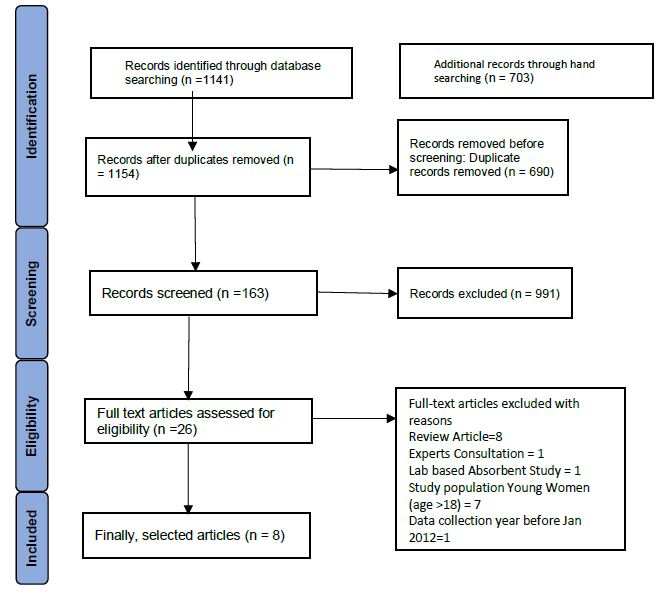 Identification
Records identified through database
searching (n =1141)
Additional records through hand
searching (n = 703)
Records after duplicates removed (n
= 1154)
Records removed before
screening: Duplicate
records removed (n = 690)
Screening
Records screened (n =163)
Records excluded (n = 991)
Eligibility
Full text articles assessed for
eligibility (n =26)
Full-text articles excluded with
reasons
Review Article=8
Experts Consultation = 1
Lab based Absorbent Study = 1
Study population Young Women
(age >18) = 7
Data collection year before Jan
2012=1
Included
Finally, selected articles (n = 8)